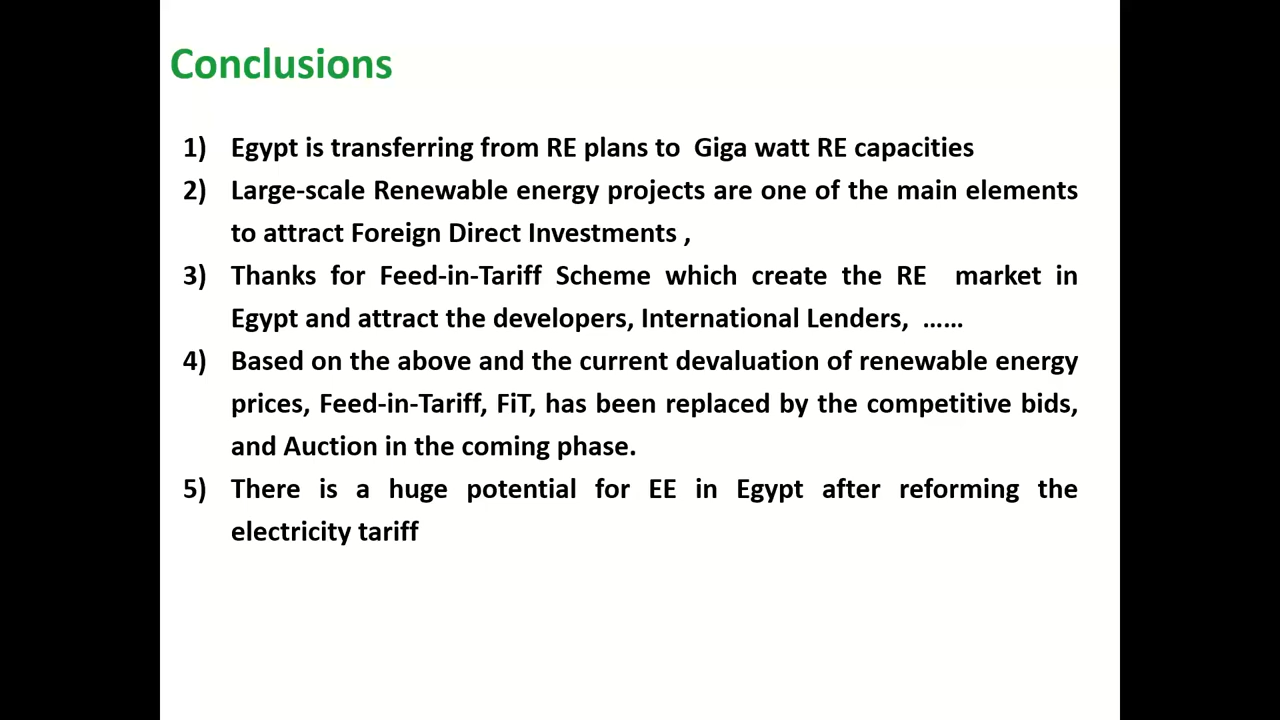 Conclusions
1) Egypt is transferring from RE plans to Giga watt RE capacities
2) Large-scale Renewable energy projects are one of the main elements
to attract Foreign Direct Investments ,
3) Thanks for Feed-in-Tariff Scheme which create the RE market in
Egypt and attract the developers, International Lenders, ......
4) Based on the above and the current devaluation of renewable energy
prices, Feed-in-Tariff, FiT, has been replaced by the competitive bids,
and Auction in the coming phase.
5) There is a huge potential for EE in Egypt after reforming the
electricity tariff